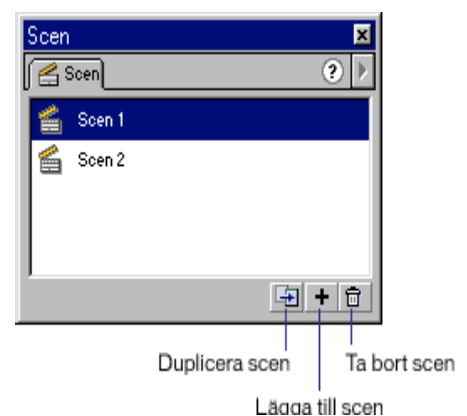 Scen
Scen
?
Scen 1
Scen 2
Duplicera scen
Ta bort scen
Lägga till scen